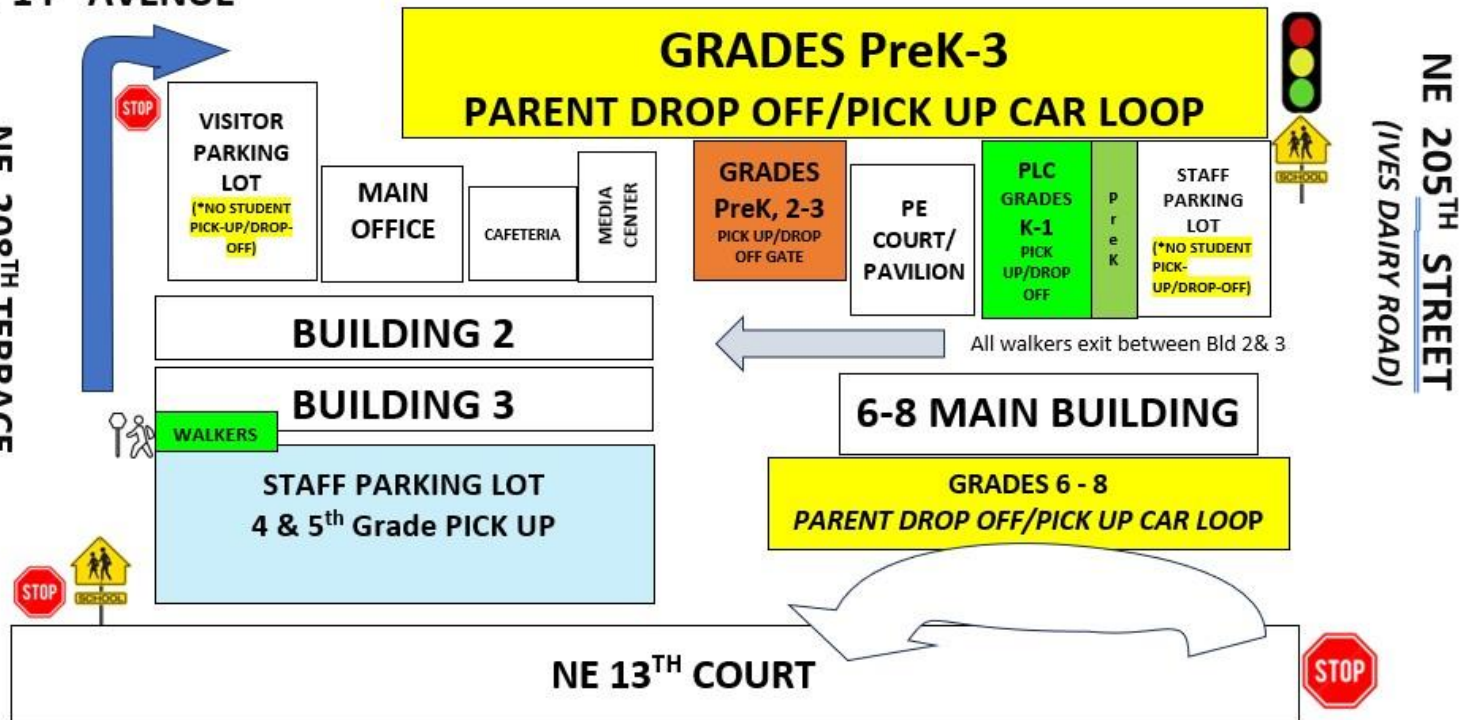 AVENUE
GRADES PreK-3
PARENT DROP OFF/PICK UP CAR LOOP
STOP
VISITOR
PARKING
LOT
(*NO STUDENT
PICK-UP/DROP-
OFF)
MAIN
OFFICE
CAFETERIA
MEDIA
CENTER
GRADES
PreK, 2-3
PICK UP/DROP
OFF GATE
PE
COURT/
PAVILION
PLC
GRADES
K-1
PICK
UP/DROP
OFF
PreK
STAFF
PARKING
LOT
(*NO STUDENT
PICK-
UP/DROP-OFF)
SCHOOL
NE 205TH STREET
(IVES DAIRY ROAD)
NE 208TH TERRACE
BUILDING 2
All walkers exit between Bld 2& 3
BUILDING 3
WALKERS
6-8 MAIN BUILDING
STAFF PARKING LOT
4 & 5th Grade PICK UP
GRADES 6 - 8
PARENT DROP OFF/PICK UP CAR LOOP
STOP
SCHOOL
NE 13TH COURT
STOP